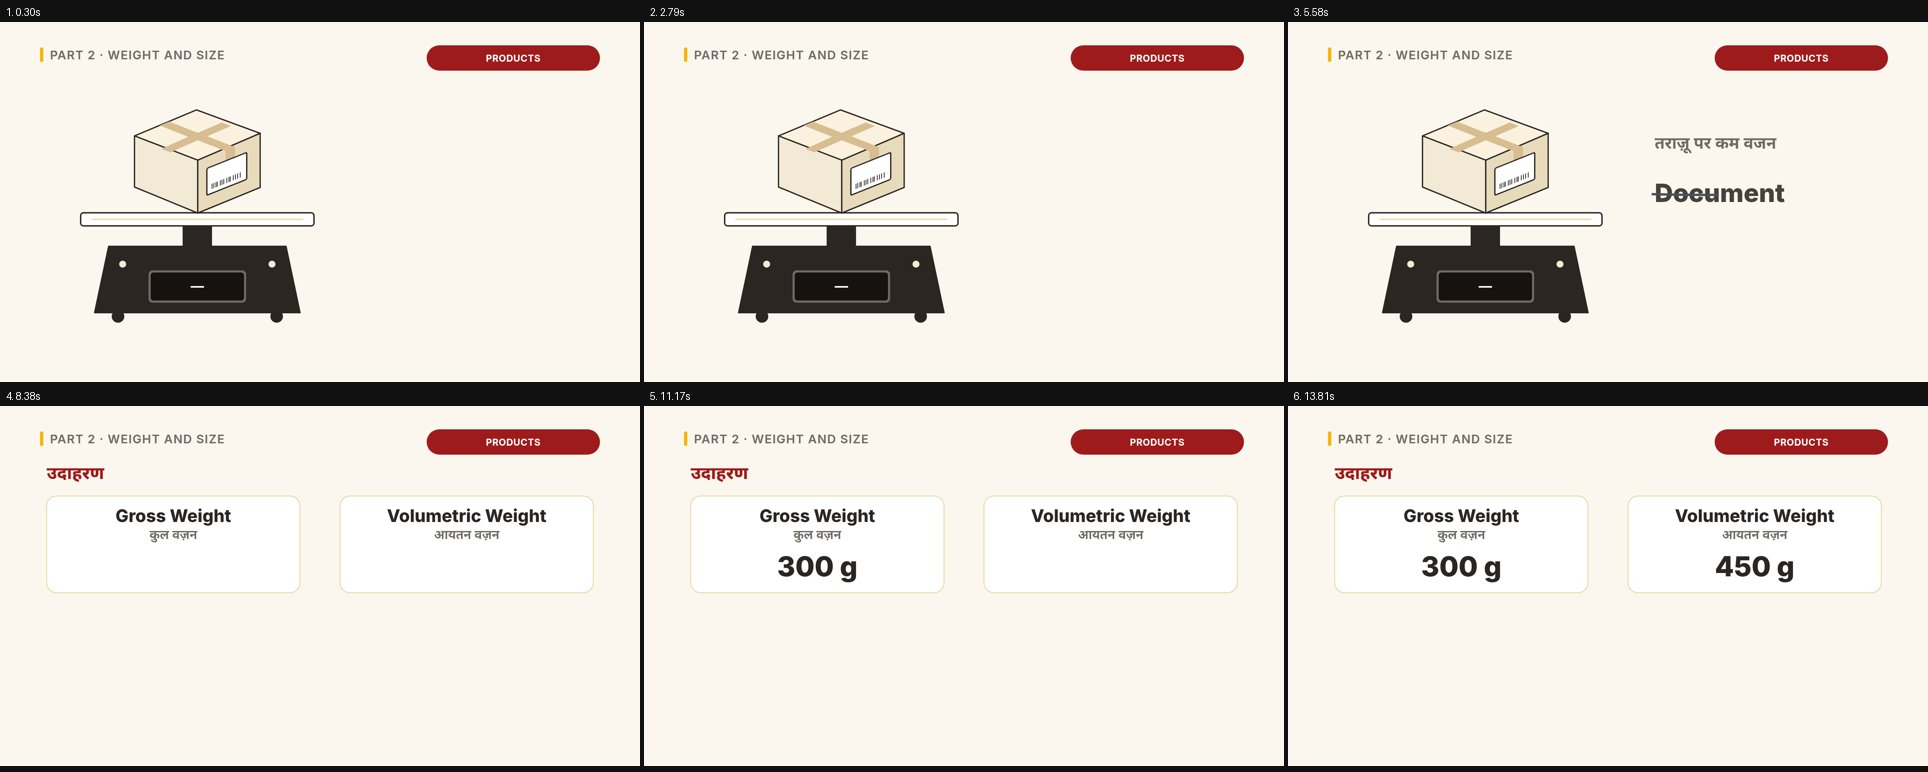 1. 0.30s
PART 2 · WEIGHT AND SIZE
PRODUCTS
2. 2.79s
PART 2 · WEIGHT AND SIZE
PRODUCTS
3. 5.58s
PART 2 · WEIGHT AND SIZE
PRODUCTS
तराज़ू पर कम वजन
Document
4. 8.38s
PART 2 · WEIGHT AND SIZE
PRODUCTS
उदाहरण
Gross Weight
कुल वज़न
Volumetric Weight
आयतन वज़न
5. 11.17s
PART 2 · WEIGHT AND SIZE
PRODUCTS
उदाहरण
Gross Weight
कुल वज़न
300 g
Volumetric Weight
आयतन वज़न
6. 13.81s
PART 2 · WEIGHT AND SIZE
PRODUCTS
उदाहरण
Gross Weight
कुल वज़न
300 g
Volumetric Weight
आयतन वज़न
450 g